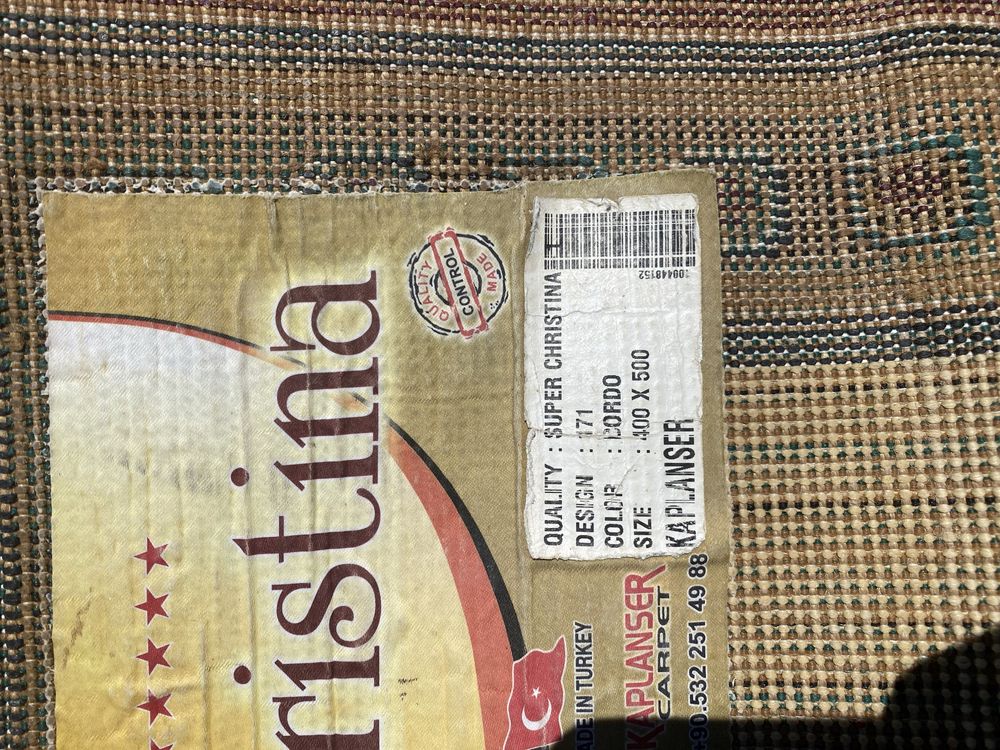 ristina
QUALITY
CONTROL
MADE
QUALITY : SUPER CHRISTINA I
DESIGN : 171
COLOR : BORDO
SIZE : 400 X 500
KAPLANSER
100448152
ADE IN TURKEY
KAPLANSER
CARPET
+90.532 251 49 88